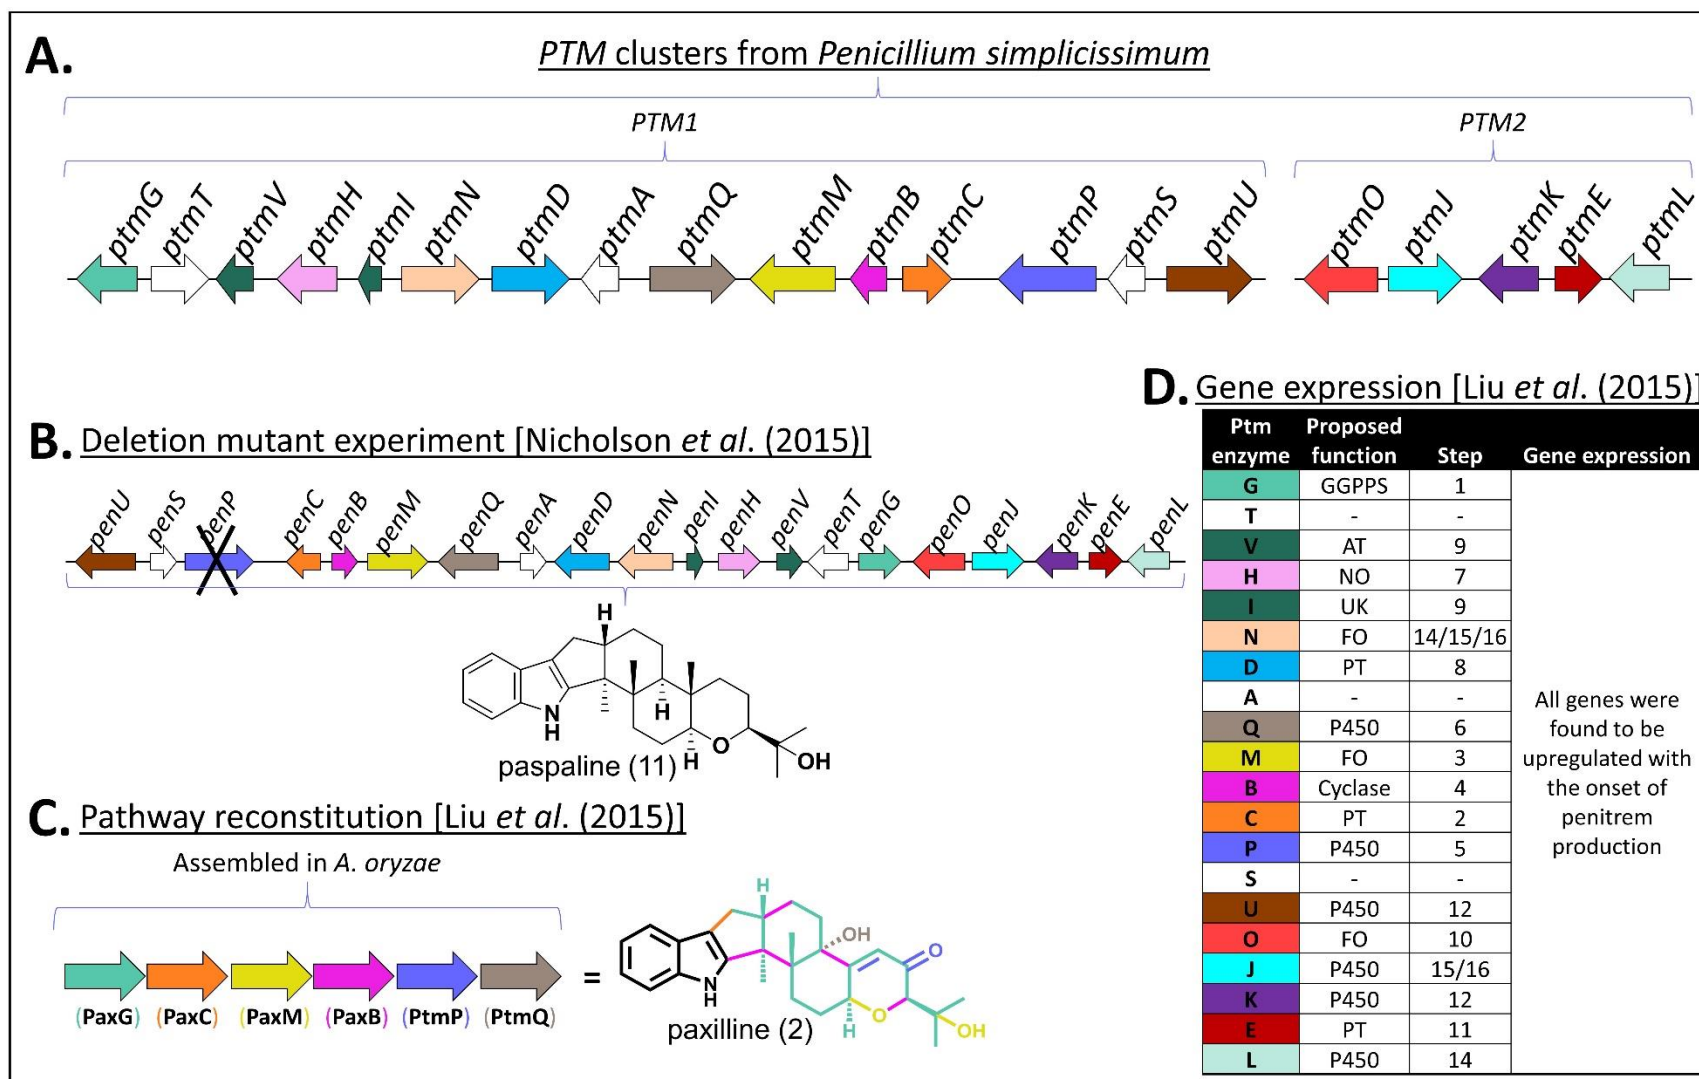 A.
PTM clusters from Penicillium simplicissimum
PTM1
PTM2
ptmG ptmT ptmV ptmH ptmI ptmN ptmD ptmA ptmQ ptmM ptmB ptmC ptmP ptmS ptmU ptmO ptmJ ptmK ptmE ptmL
B. Deletion mutant experiment [Nicholson et al. (2015)]
penU penS penP penC penB penM penQ penA penD penN penI penH penV penT penG penO penJ penK penE penL
H
N
H
H
H
O
OH
paspaline (11)
C. Pathway reconstitution [Liu et al. (2015)]
Assembled in A. oryzae
(PaxG) (PaxC) (PaxM) (PaxB) (PtmP) (PtmQ)
=
H
OH
O
N
H
H
O
OH
paxilline (2)
D. Gene expression [Liu et al. (2015)]
Ptm enzyme Proposed function Step Gene expression
G GGPPS 1
T - -
V AT 9
H NO 7
I UK 9
N FO 14/15/16
D PT 8
A - -
Q P450 6
M FO 3
B Cyclase 4
C PT 2
P P450 5
S - -
U P450 12
O FO 10
J P450 15/16
K P450 12
E PT 11
L P450 14
All genes were
found to be
upregulated with
the onset of
penitrem
production